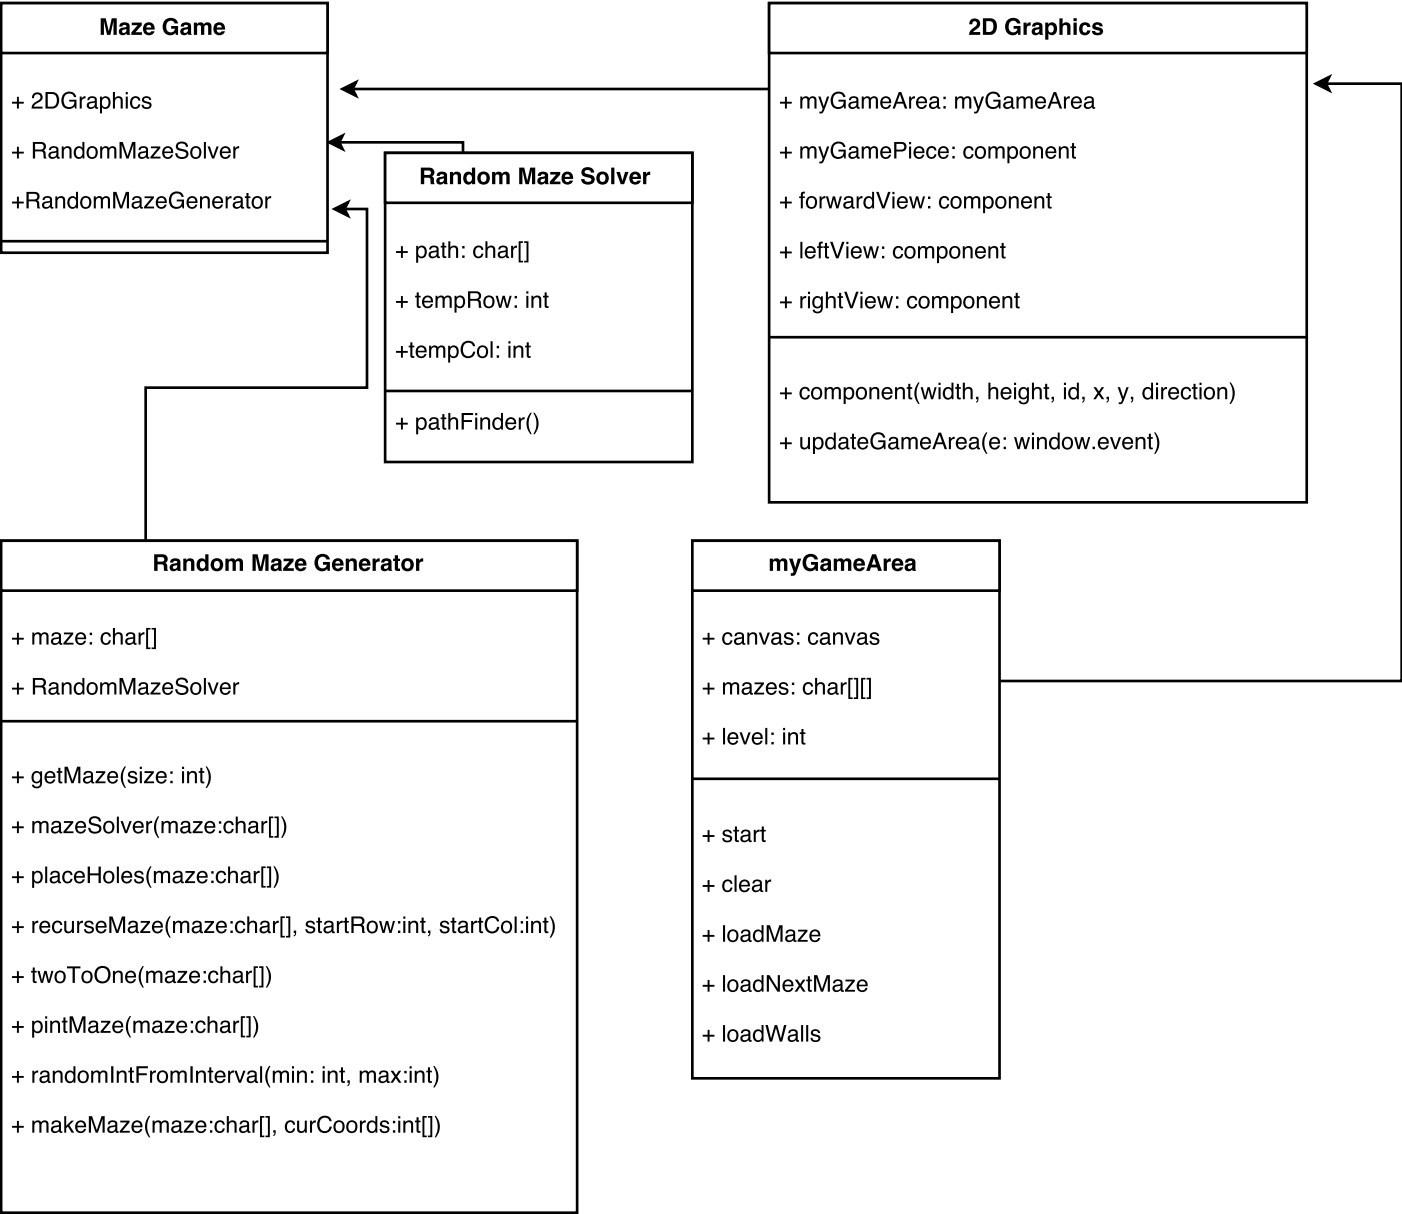 Maze Game
+ 2DGraphics
+ RandomMazeSolver
+RandomMazeGenerator
Random Maze Solver
+ path: char[]
+ tempRow: int
+tempCol: int
+ pathFinder()
2D Graphics
+ myGameArea: myGameArea
+ myGamePiece: component
+ forwardView: component
+ leftView: component
+ rightView: component
+ component(width, height, id, x, y, direction)
+ updateGameArea(e: window.event)
Random Maze Generator
+ maze: char[]
+ RandomMazeSolver
+ getMaze(size: int)
+ mazeSolver(maze:char[])
+ placeHoles(maze:char[])
+ recurseMaze(maze:char[], startRow:int, startCol:int)
+ twoToOne(maze:char[])
+ pintMaze(maze:char[])
+ randomIntFromInterval(min: int, max:int)
+ makeMaze(maze:char[], curCoords:int[])
myGameArea
+ canvas: canvas
+ mazes: char[][]
+ level: int
+ start
+ clear
+ loadMaze
+ loadNextMaze
+ loadWalls